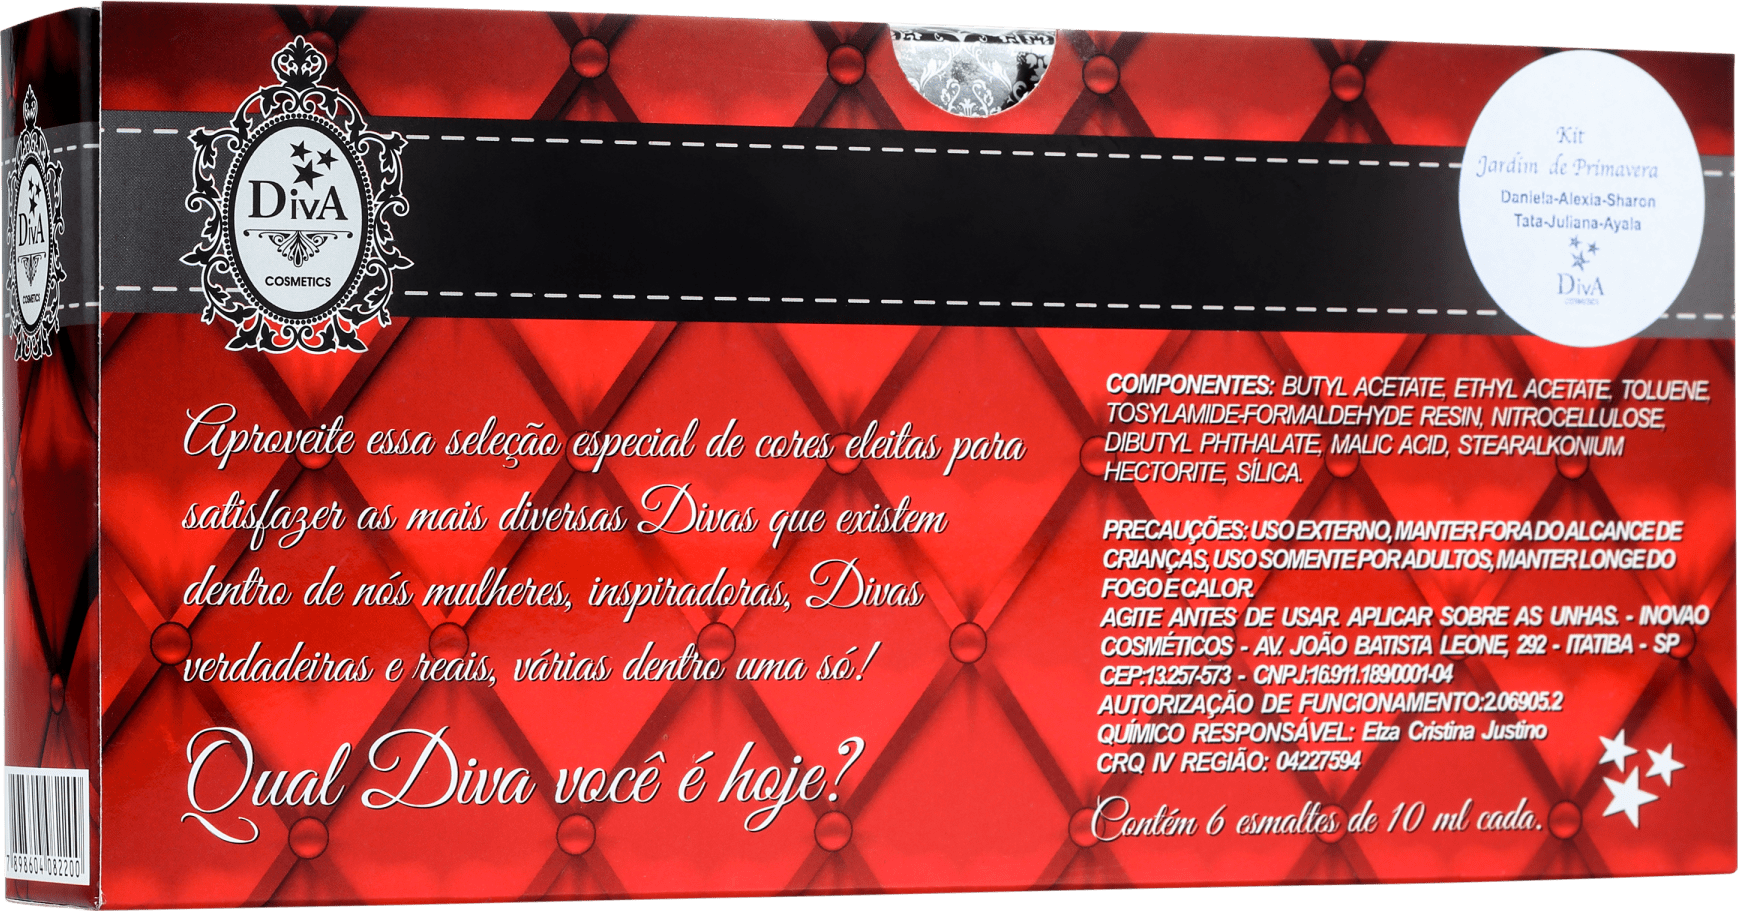 DivA
COSMETICS
7 898604 082200
DivA
COSMETICS
Kit
Jardim de Primavera
Daniela-Alexia-Sharon
Tata-Juliana-Ayala
DivA
COSMETICS
Aproveite essa seleção especial de cores eleitas para
satisfazer as mais diversas Divas que existem
dentro de nós mulheres, inspiradoras, Divas
verdadeiras e reais, várias dentro uma só!
Qual Diva você é hoje?
COMPONENTES: BUTYL ACETATE, ETHYL ACETATE, TOLUENE,
TOSYLAMIDE-FORMALDEHYDE RESIN, NITROCELLULOSE,
DIBUTYL PHTHALATE, MALIC ACID, STEARALKONIUM
HECTORITE, SÍLICA.
PRECAUÇÕES: USO EXTERNO, MANTER FORA DO ALCANCE DE
CRIANÇAS, USO SOMENTE POR ADULTOS, MANTER LONGE DO
FOGO E CALOR.
AGITE ANTES DE USAR. APLICAR SOBRE AS UNHAS. - INOVAO
COSMÉTICOS - AV. JOÃO BATISTA LEONE, 292 - ITATIBA - SP
CEP:13.257-573 - CNPJ:16.911.189/0001-04
AUTORIZAÇÃO DE FUNCIONAMENTO:2.06905.2
QUÍMICO RESPONSÁVEL: Elza Cristina Justino
CRQ IV REGIÃO: 04227594
Contém 6 esmaltes de 10 ml cada.